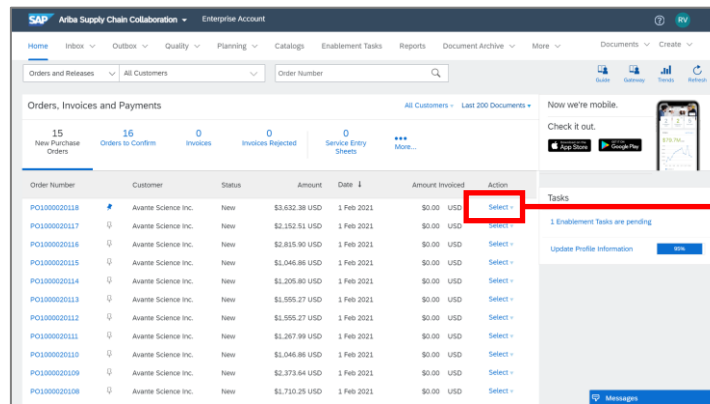 SAP Ariba Supply Chain Collaboration Enterprise Account ? RV
Home Inbox Outbox Quality Planning Catalogs Enablement Tasks Reports Document Archive More Documents Create
Orders and Releases All Customers Order Number Guide Gateway Trends Refresh
Orders, Invoices and Payments All Customers Last 200 Documents
15 16 0 0 0
New Purchase Orders to Confirm Invoices Invoices Rejected Service Entry More...
Orders Sheets
Now we're mobile.
Check it out.
App Store Google Play
Order Number Customer Status Amount Date ↓ Amount Invoiced Action
PO1000020118 Avante Science Inc. New $3,632.38 USD 1 Feb 2021 $0.00 USD Select
PO1000020117 Avante Science Inc. New $2,152.51 USD 1 Feb 2021 $0.00 USD Select
PO1000020116 Avante Science Inc. New $2,815.90 USD 1 Feb 2021 $0.00 USD Select
PO1000020115 Avante Science Inc. New $1,046.86 USD 1 Feb 2021 $0.00 USD Select
PO1000020114 Avante Science Inc. New $1,205.80 USD 1 Feb 2021 $0.00 USD Select
PO1000020113 Avante Science Inc. New $1,555.27 USD 1 Feb 2021 $0.00 USD Select
PO1000020112 Avante Science Inc. New $1,555.27 USD 1 Feb 2021 $0.00 USD Select
PO1000020111 Avante Science Inc. New $1,267.99 USD 1 Feb 2021 $0.00 USD Select
PO1000020110 Avante Science Inc. New $1,046.86 USD 1 Feb 2021 $0.00 USD Select
PO1000020109 Avante Science Inc. New $2,373.64 USD 1 Feb 2021 $0.00 USD Select
PO1000020108 Avante Science Inc. New $1,710.25 USD 1 Feb 2021 $0.00 USD Select
Tasks
1 Enablement Tasks are pending
Update Profile Information 95%
Messages